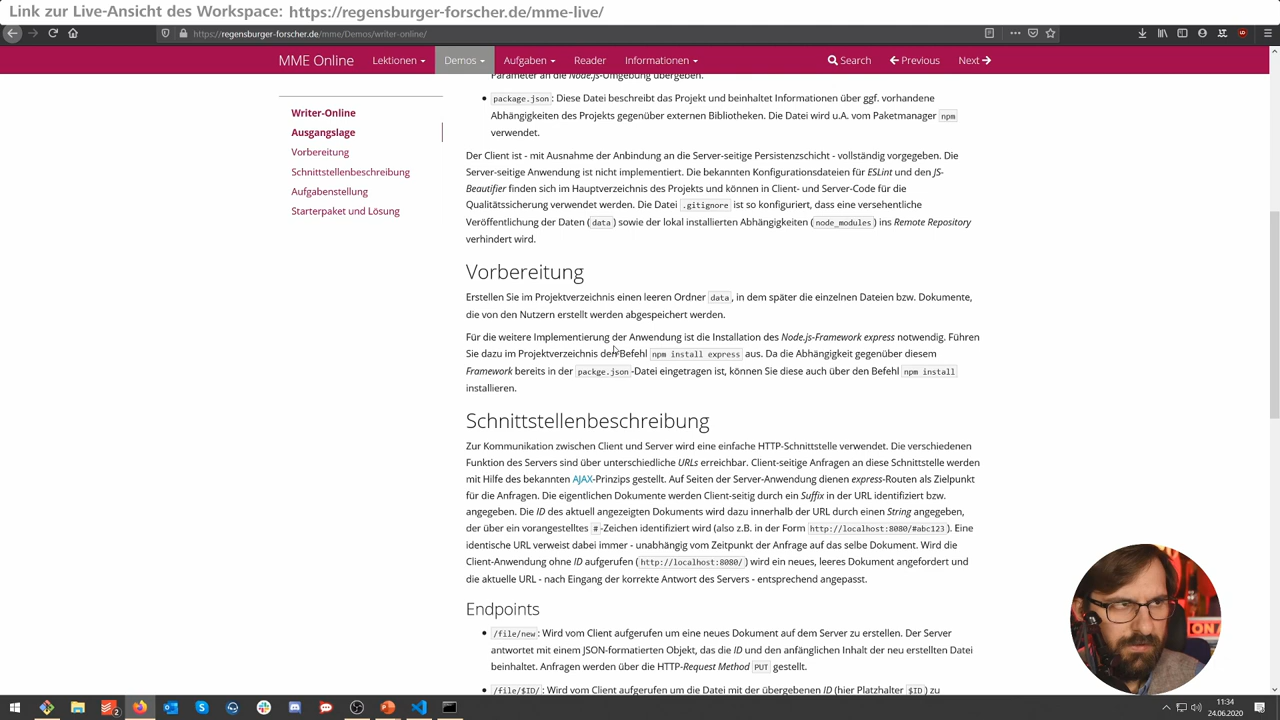 Link zur Live-Ansicht des Workspace: https://regensburger-forscher.de/mme-live/
https://regensburger-forscher.de/mme/Demos/writer-online/
MME Online Lektionen Demos Aufgaben Reader Informationen Search Previous Next
Writer-Online
Ausgangslage
Vorbereitung
Schnittstellenbeschreibung
Aufgabenstellung
Starterpaket und Lösung
Parameter an die Node.js-Umgebung übergeben.
package.json: Diese Datei beschreibt das Projekt und beinhaltet Informationen über ggf. vorhandene
Abhängigkeiten des Projekts gegenüber externen Bibliotheken. Die Datei wird u.A. vom Paketmanager npm
verwendet.
Der Client ist - mit Ausnahme der Anbindung an die Server-seitige Persistenzschicht - vollständig vorgegeben. Die
Server-seitige Anwendung ist nicht implementiert. Die bekannten Konfigurationsdateien für ESLint und den JS-
Beautifier finden sich im Hauptverzeichnis des Projekts und können in Client- und Server-Code für die
Qualitätssicherung verwendet werden. Die Datei .gitignore ist so konfiguriert, dass eine versehentliche
Veröffentlichung der Daten (data) sowie der lokal installierten Abhängigkeiten (node_modules) ins Remote Repository
verhindert wird.
Vorbereitung
Erstellen Sie im Projektverzeichnis einen leeren Ordner data, in dem später die einzelnen Dateien bzw. Dokumente,
die von den Nutzern erstellt werden abgespeichert werden.
Für die weitere Implementierung der Anwendung ist die Installation des Node.js-Framework express notwendig. Führen
Sie dazu im Projektverzeichnis den Befehl npm install express aus. Da die Abhängigkeit gegenüber diesem
Framework bereits in der packge.json-Datei eingetragen ist, können Sie diese auch über den Befehl npm install
installieren.
Schnittstellenbeschreibung
Zur Kommunikation zwischen Client und Server wird eine einfache HTTP-Schnittstelle verwendet. Die verschiedenen
Funktion des Servers sind über unterschiedliche URLs erreichbar. Client-seitige Anfragen an diese Schnittstelle werden
mit Hilfe des bekannten AJAX-Prinzips gestellt. Auf Seiten der Server-Anwendung dienen express-Routen als Zielpunkt
für die Anfragen. Die eigentlichen Dokumente werden Client-seitig durch ein Suffix in der URL identifiziert bzw.
angegeben. Die ID des aktuell angezeigten Dokuments wird dazu innerhalb der URL durch einen String angegeben,
der über ein vorangestelltes #-Zeichen identifiziert wird (also z.B. in der Form http://localhost:8080/#abc123). Eine
identische URL verweist dabei immer - unabhängig vom Zeitpunkt der Anfrage auf das selbe Dokument. Wird die
Client-Anwendung ohne ID aufgerufen (http://localhost:8080/) wird ein neues, leeres Dokument angefordert und
die aktuelle URL - nach Eingang der korrekte Antwort des Servers - entsprechend angepasst.
Endpoints
/file/new: Wird vom Client aufgerufen um eine neues Dokument auf dem Server zu erstellen. Der Server
antwortet mit einem JSON-formatierten Objekt, das die ID und den anfänglichen Inhalt der neu erstellten Datei
beinhaltet. Anfragen werden über die HTTP-Request Method PUT gestellt.
/file/$ID/: Wird vom Client aufgerufen um die Datei mit der übergebenen ID (hier Platzhalter $ID) zu
ON
11:34
24.06.2020